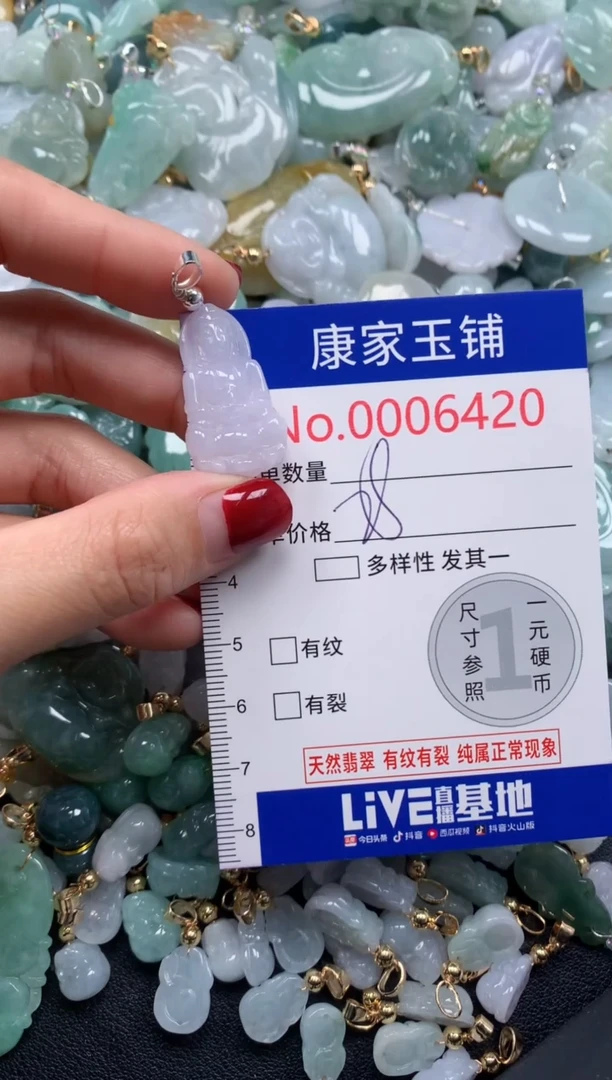 康家玉铺
No.0006420
单数量
价格 28
多样性 发其一
4
5
有纹
6
有裂
7
8
尺寸参照
1
一元硬币
天然翡翠 有纹有裂 纯属正常现象
LiVE直播基地
今日头条 抖音 西瓜视频 抖音火山版